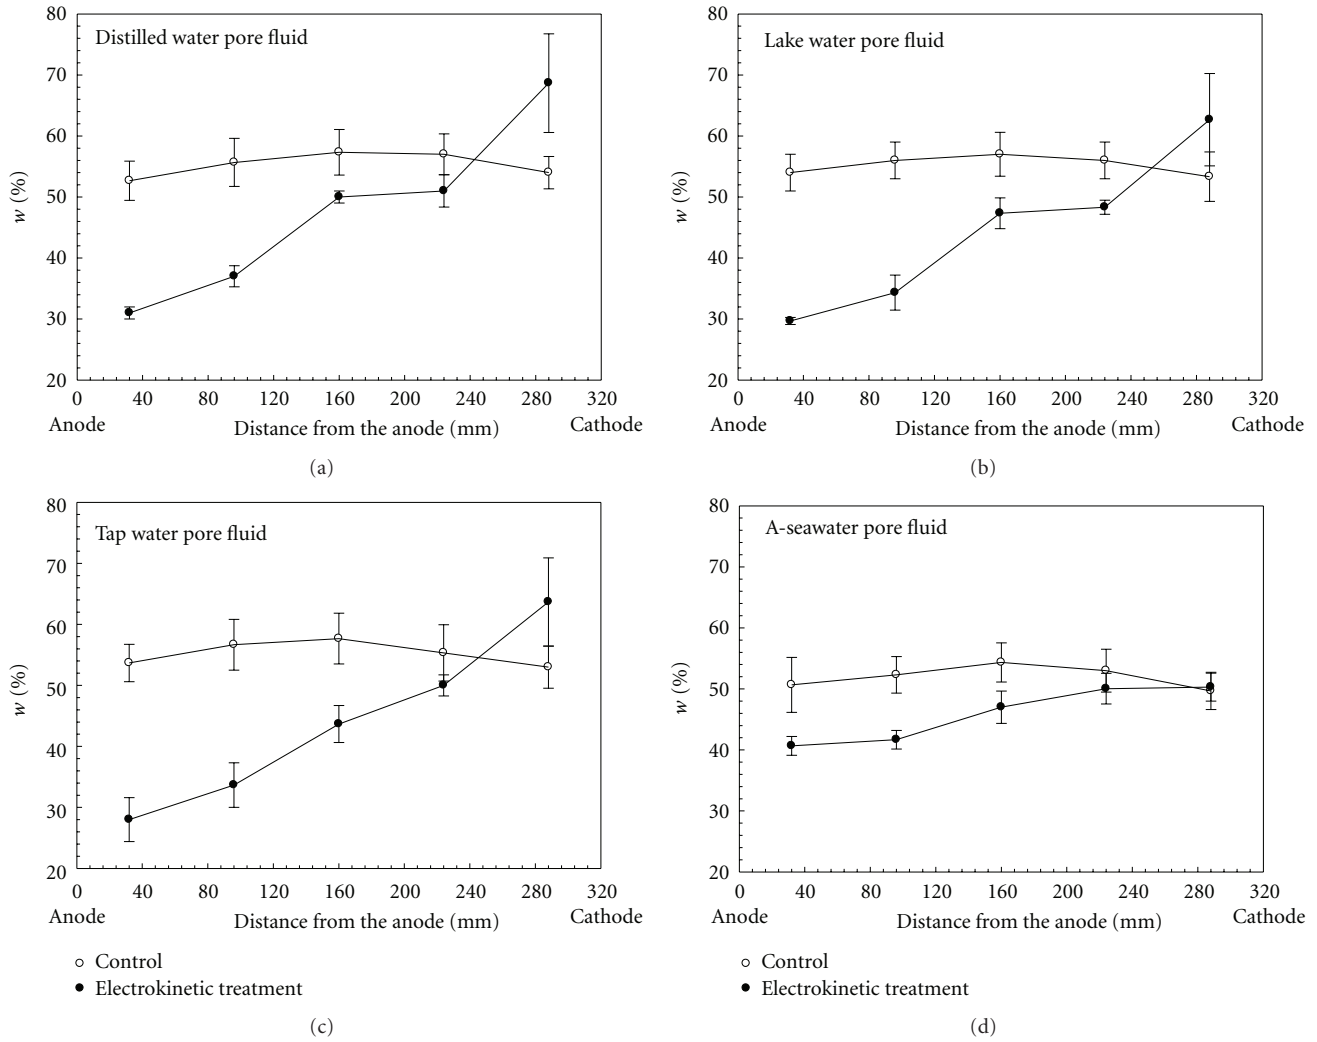 80
70
60
50
40
30
20
w (%)
Distilled water pore fluid
0 40 80 120 160 200 240 280 320
Anode Distance from the anode (mm) Cathode
(a)
80
70
60
50
40
30
20
w (%)
Lake water pore fluid
0 40 80 120 160 200 240 280 320
Anode Distance from the anode (mm) Cathode
(b)
80
70
60
50
40
30
20
w (%)
Tap water pore fluid
0 40 80 120 160 200 240 280 320
Anode Distance from the anode (mm) Cathode
Control
Electrokinetic treatment
(c)
80
70
60
50
40
30
20
w (%)
A-seawater pore fluid
0 40 80 120 160 200 240 280 320
Anode Distance from the anode (mm) Cathode
Control
Electrokinetic treatment
(d)